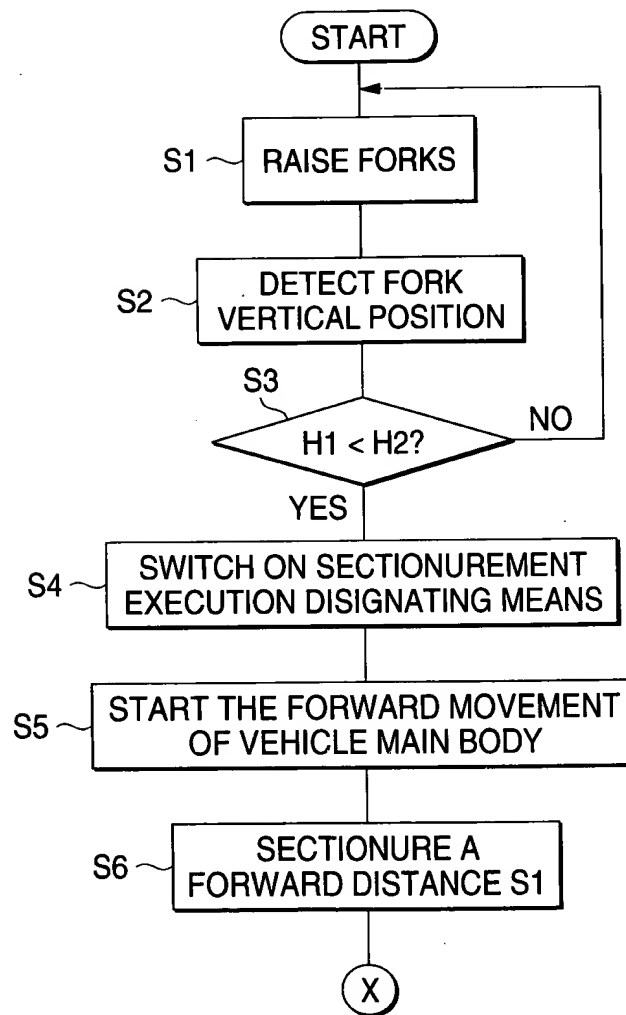 START
S1
RAISE FORKS
S2
DETECT FORK
VERTICAL POSITION
S3
H1 < H2?
NO
YES
S4
SWITCH ON SECTIONUREMENT
EXECUTION DISIGNATING MEANS
S5
START THE FORWARD MOVEMENT
OF VEHICLE MAIN BODY
S6
SECTIONURE A
FORWARD DISTANCE S1
X